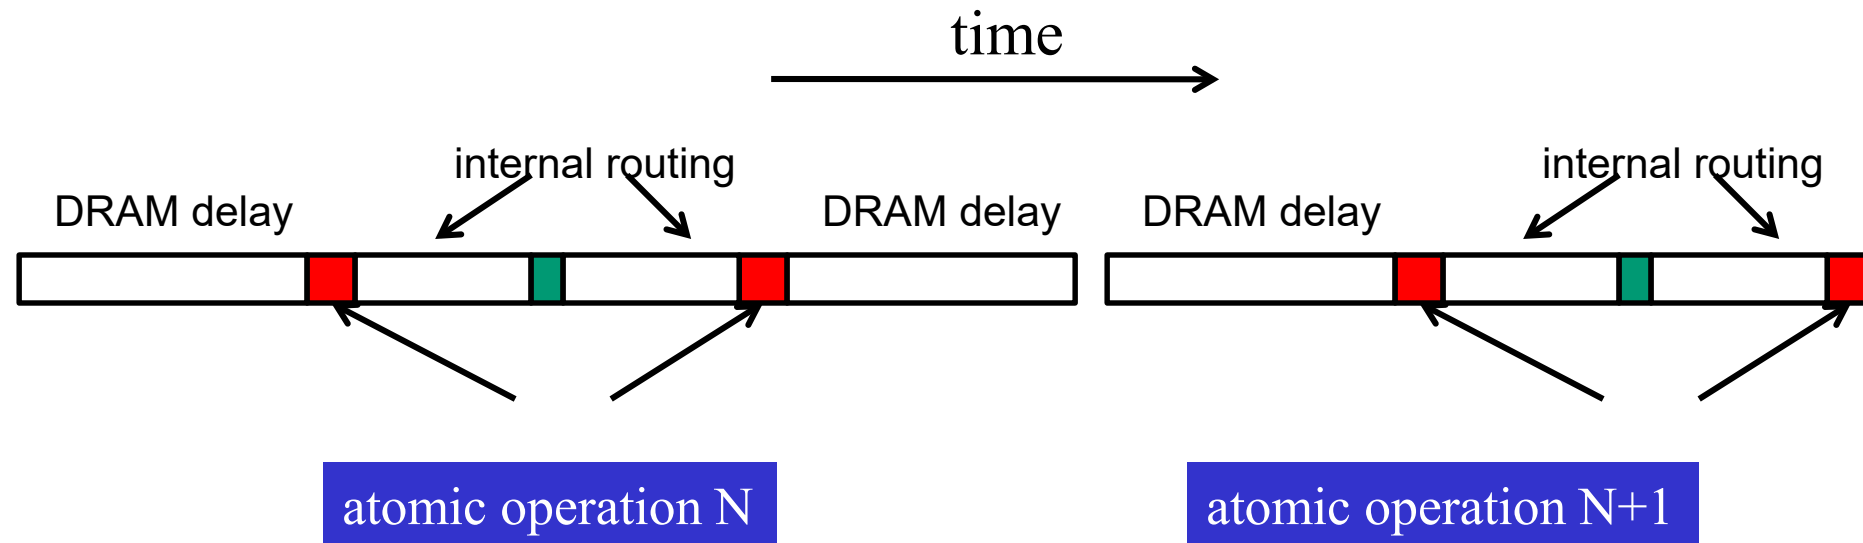 time
internal routing
internal routing
DRAM delay
DRAM delay
DRAM delay
atomic operation N
atomic operation N+1